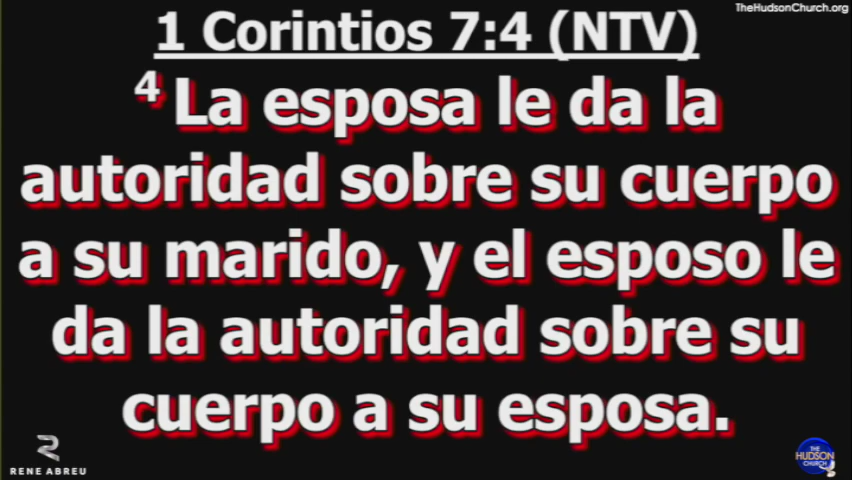 TheHudsonChurch.org
1 Corintios 7:4 (NTV)
4 La esposa le da la
autoridad sobre su cuerpo
a su marido, y el esposo le
da la autoridad sobre su
cuerpo a su esposa.
RENE ABREU
THE
HUDSON
CHURCH